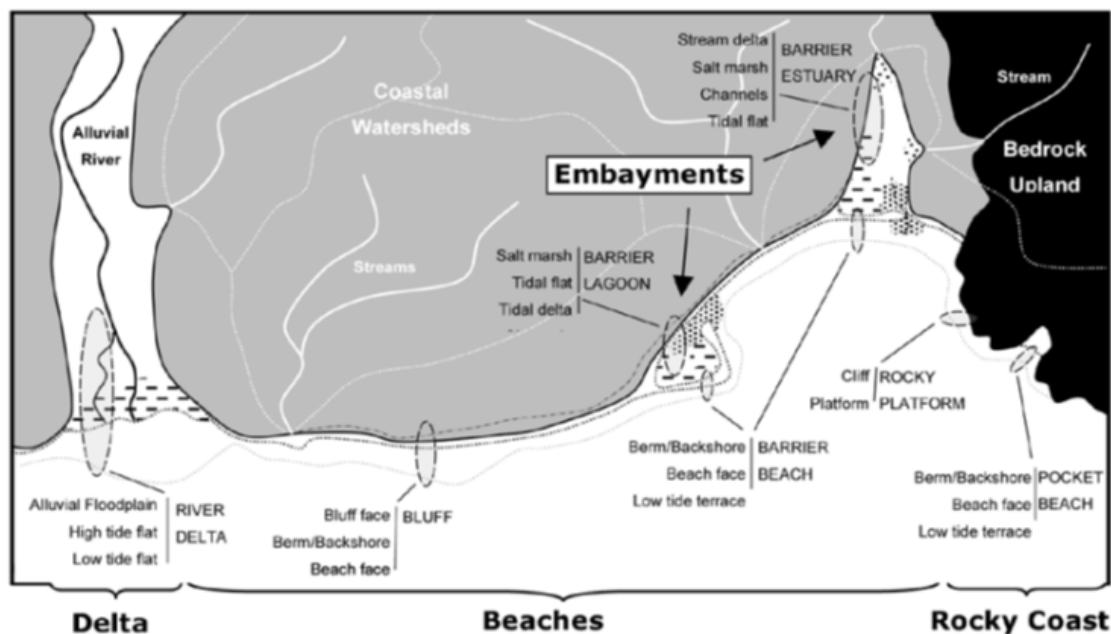 Stream delta
Salt marsh
Channels
Tidal flat
BARRIER
ESTUARY
Stream
Coastal
Watersheds
Alluvial
River
Bedrock
Upland
Embayments
Streams
Salt marsh
Tidal flat
Tidal delta
BARRIER
LAGOON
Cliff
Platform
ROCKY
PLATFORM
Berm/Backshore
Beach face
Low tide terrace
BARRIER
BEACH
Berm/Backshore
Beach face
Low tide terrace
POCKET
BEACH
Alluvial Floodplain
High tide flat
Low tide flat
RIVER
DELTA
Bluff face
Berm/Backshore
Beach face
BLUFF
Delta
Beaches
Rocky Coast